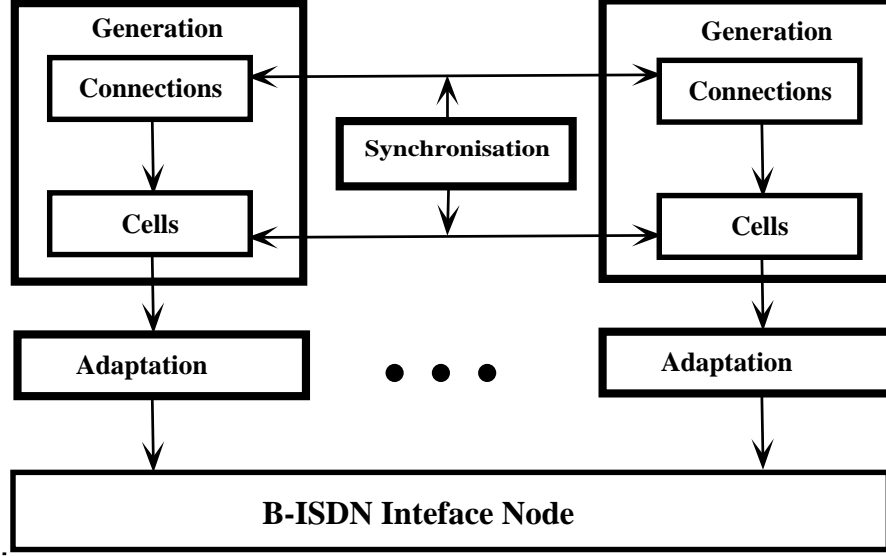 Generation
Generation
Connections
Connections
Synchronisation
Cells
Cells
Adaptation
Adaptation
B-ISDN Inteface Node
.